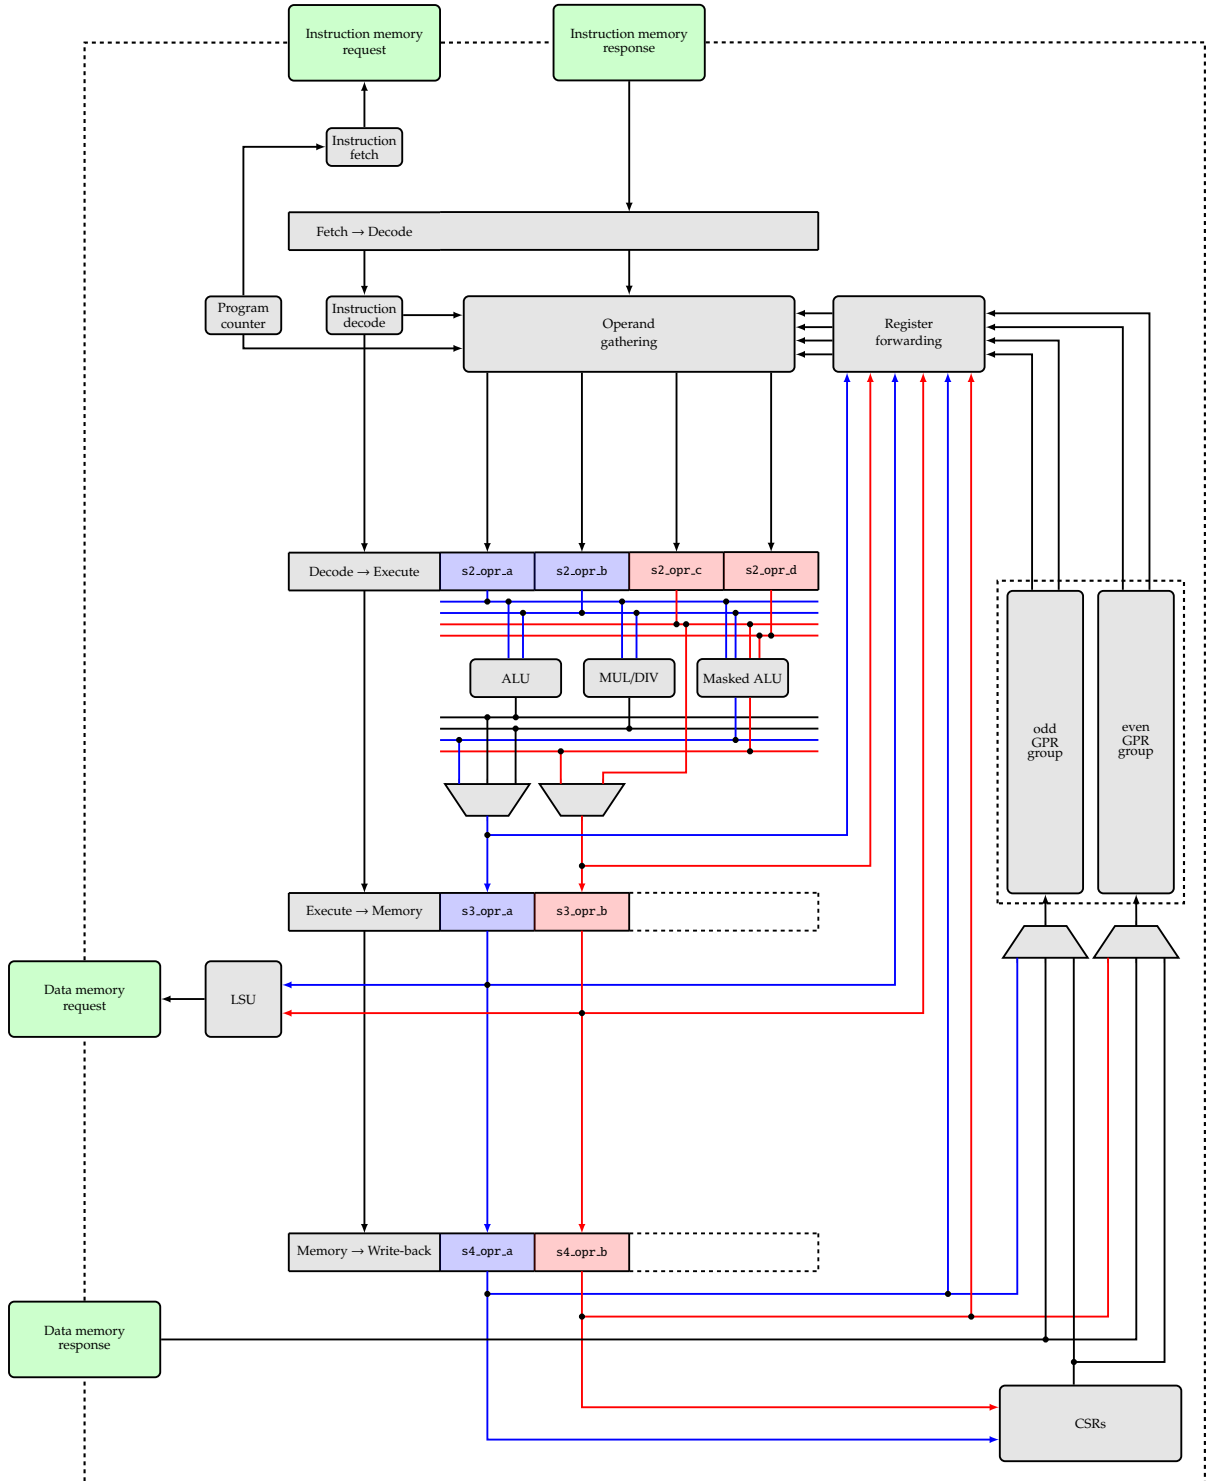 Instruction memory
request
Instruction memory
response
Instruction
fetch
Fetch → Decode
Program
counter
Instruction
decode
Operand
gathering
Register
forwarding
Decode → Execute
s2_opr_a
s2_opr_b
s2_opr_c
s2_opr_d
ALU
MUL/DIV
Masked ALU
odd
GPR
group
even
GPR
group
Execute → Memory
s3_opr_a
s3_opr_b
Data memory
request
LSU
Memory → Write-back
s4_opr_a
s4_opr_b
Data memory
response
CSRs